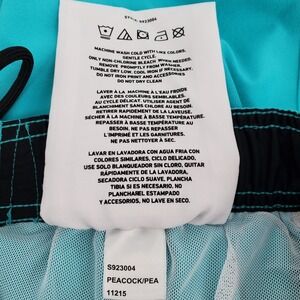 STYLE: S923004
MACHINE WASH COLD WITH LIKE COLORS,
GENTLE CYCLE.
ONLY NON-CHLORINE BLEACH WHEN NEEDED.
REMOVE PROMPTLY FROM WASHER.
TUMBLE DRY LOW, COOL IRON IF NECESSARY.
DO NOT IRON PRINT AND ACCESSORIES
DO NOT DRY CLEAN
LAVER À LA MACHINE À L'EAU FROIDE
AVEC DES COULEURS SEMBLABLES.
AU CYCLE DÉLICAT. UTILISER AGENT DE
BLANCHIMENT SANS CHLORE AU BESOIN
RETIRER RAPIDEMENT DE LA LAVEUSE.
SÉCHER À LA MACHINE À BASSE TEMPÉRATURE
REPASSER À BASSE TEMPÉRATURE AU
BESOIN. NE PAS REPASSER
L'IMPRIME ET LES GARNITURES.
NE PAS NETTOYER À SEC
LAVAR EN LAVADORA CON AGUA FRIA CON
COLORES SIMILARES, CICLO DELICADO.
USE SOLO BLANQUEADOR SIN CLORO, QUITAR
RÁPIDAMENTE DE LA LAVADORA.
SECADORA CICLO SUAVE, PLANCHA
TIBIA SI ES NECESARIO, NO
PLANCHAREL ESTAMPADO
Y ACCESORIOS, NO LAVE EN SECO.
S923004
PEACOCK/PEA
11215